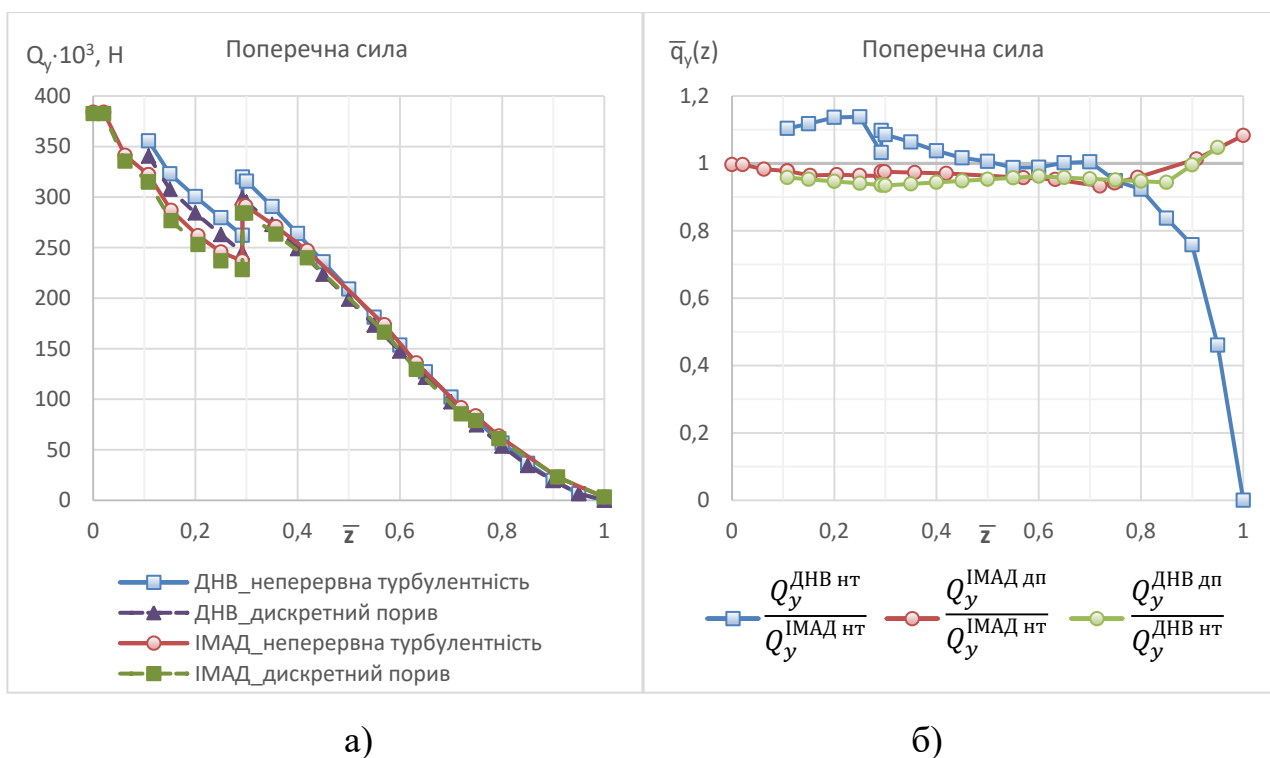 Поперечна сила
Q_y·10³, Н
400
350
300
250
200
150
100
50
0
0
0,2
0,4
0,6
0,8
1
z̅
ДНВ_неперервна турбулентність
ДНВ_дискретний порив
ІМАД_неперервна турбулентність
ІМАД_дискретний порив
а)
Поперечна сила
q̅_y(z)
1,2
1
0,8
0,6
0,4
0,2
0
0
0,2
0,4
0,6
0,8
1
z̅
Q_y^ДНВ нт / Q_y^ІМАД нт
Q_y^ІМАД дп / Q_y^ІМАД нт
Q_y^ДНВ дп / Q_y^ДНВ нт
б)